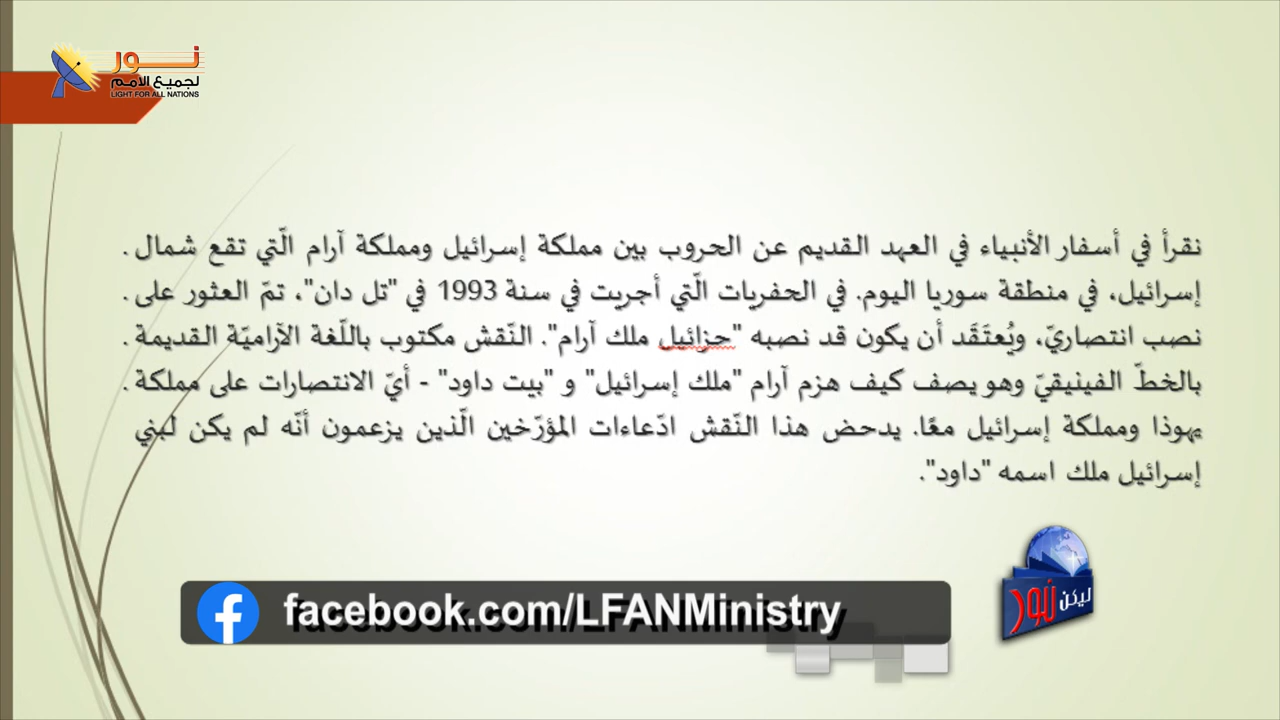 نـــور
لجميع الأمم
LIGHT FOR ALL NATIONS
نقرأ في أسفار الأنبياء في العهد القديم عن الحروب بين مملكة إسرائيل ومملكة آرام الّتي تقع شمال .
إسرائيل، في منطقة سوريا اليوم. في الحفريات الّتي أجريت في سنة 1993 في "تل دان"، تمّ العثور على .
نصب انتصاريّ، ويُعتَقَد أن يكون قد نصبه "حزائيل ملك آرام". النّقش مكتوب باللّغة الآراميّة القديمة .
بالخطّ الفينيقيّ وهو يصف كيف هزم آرام "ملك إسرائيل" و "بيت داود" - أيّ الانتصارات على مملكة .
يهوذا ومملكة إسرائيل معًا. يدحض هذا النّقش ادّعاءات المؤرّخين الّذين يزعمون أنّه لم يكن لبني
إسرائيل ملك اسمه "داود".
ليكن نور
facebook.com/LFANMinistry